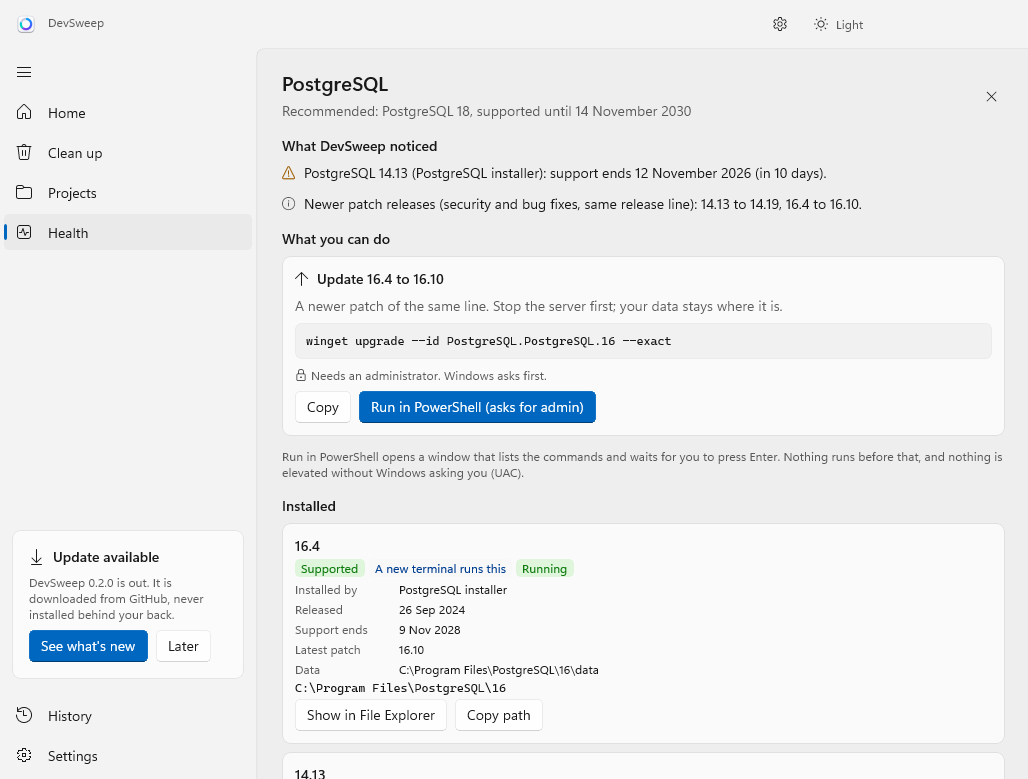 DevSweep
Light
Home
Clean up
Projects
Health
PostgreSQL
Recommended: PostgreSQL 18, supported until 14 November 2030
What DevSweep noticed
PostgreSQL 14.13 (PostgreSQL installer): support ends 12 November 2026 (in 10 days).
Newer patch releases (security and bug fixes, same release line): 14.13 to 14.19, 16.4 to 16.10.
What you can do
Update 16.4 to 16.10
A newer patch of the same line. Stop the server first; your data stays where it is.
winget upgrade --id PostgreSQL.PostgreSQL.16 --exact
Needs an administrator. Windows asks first.
Copy
Run in PowerShell (asks for admin)
Run in PowerShell opens a window that lists the commands and waits for you to press Enter. Nothing runs before that, and nothing is
elevated without Windows asking you (UAC).
Installed
16.4
Supported A new terminal runs this Running
Installed by PostgreSQL installer
Released 26 Sep 2024
Support ends 9 Nov 2028
Latest patch 16.10
Data C:\Program Files\PostgreSQL\16\data
C:\Program Files\PostgreSQL\16
Show in File Explorer Copy path
14.13
Update available
DevSweep 0.2.0 is out. It is
downloaded from GitHub, never
installed behind your back.
See what's new Later
History
Settings